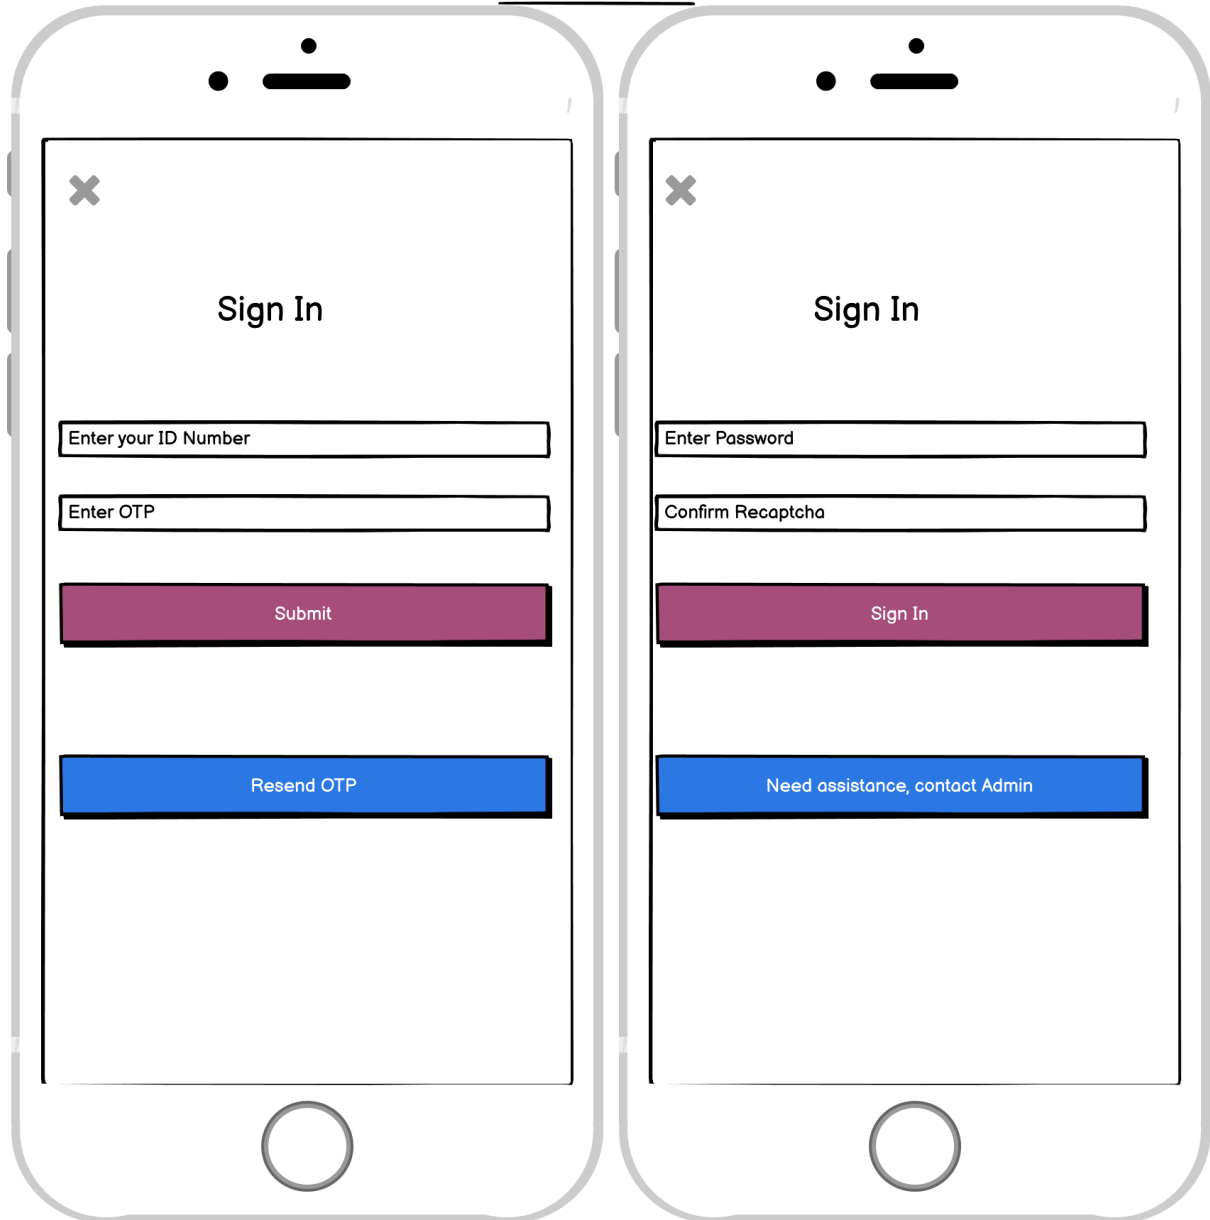 Sign In
Enter your ID Number
Enter OTP
Submit
Resend OTP
Sign In
Enter Password
Confirm Recaptcha
Sign In
Need assistance, contact Admin